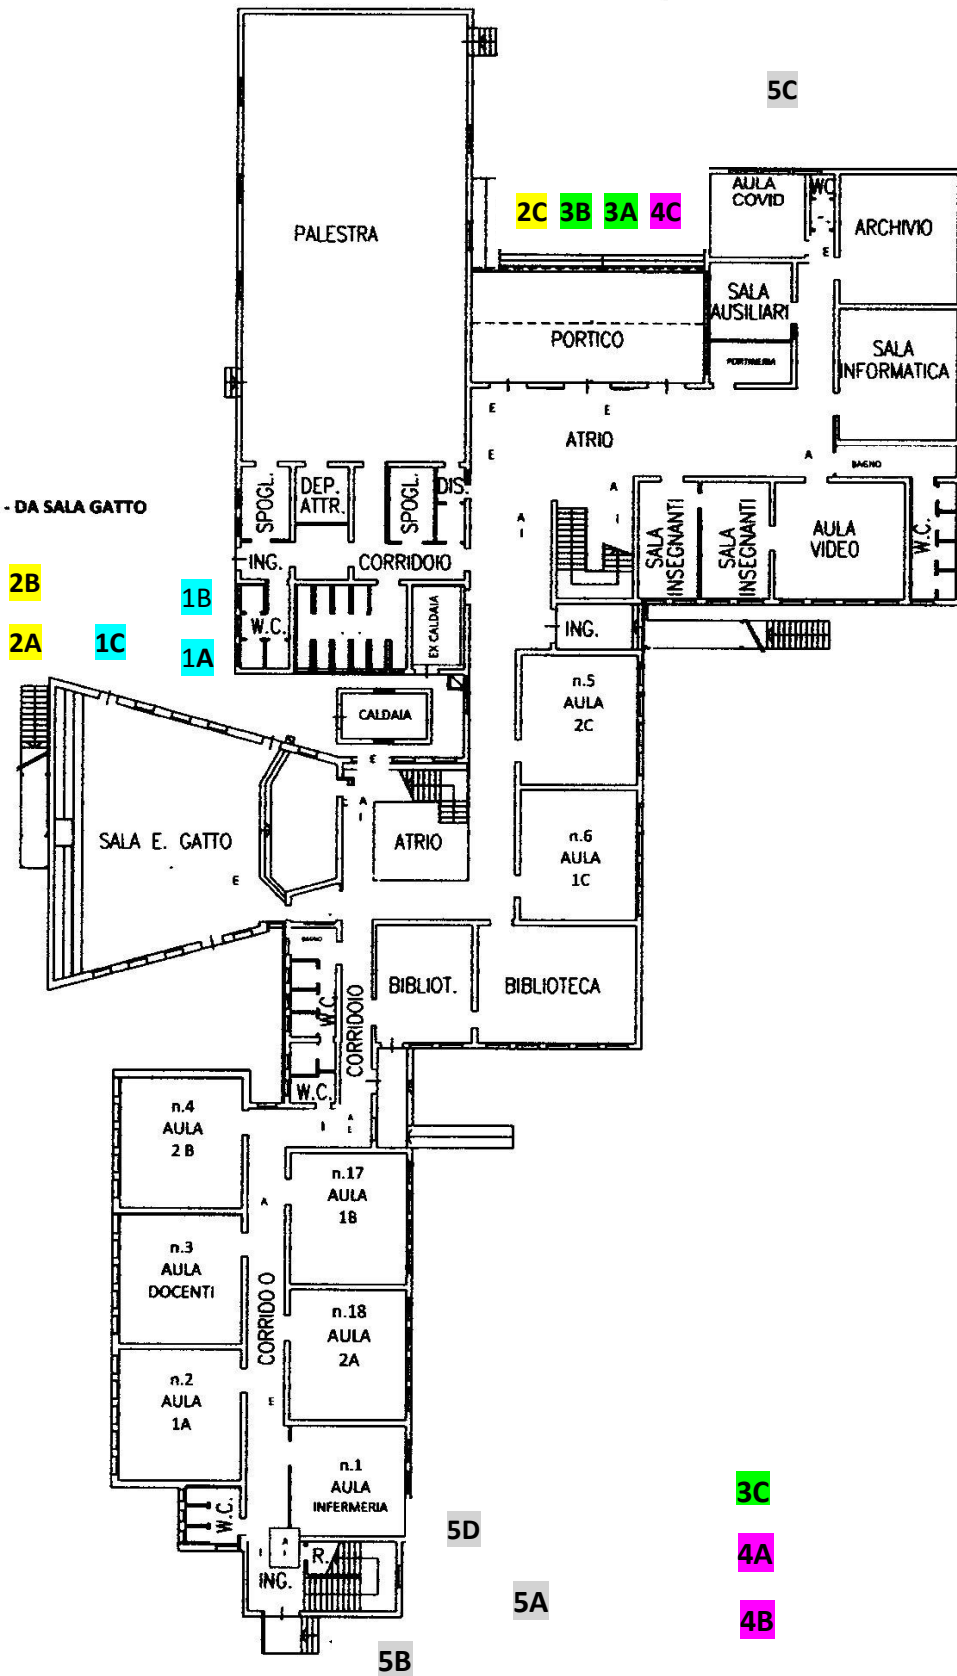 5C
AULA
COVID
WC
ARCHIVIO
2C 3B 3A 4C
PALESTRA
E
SALA
AUSILIARI
PORTICO
PORTINERIA
SALA
INFORMATICA
E
E
ATRIO
E
A
BAGNO
SPOGL.
DEP.
ATTR.
SPOGL.
DIS.
- DA SALA GATTO
A
I
A
I
SALA
INSEGNANTI
SALA
INSEGNANTI
AULA
VIDEO
W.C.
ING.
CORRIDOIO
2B
1B
W.C.
EX CALDAIA
ING.
2A
1C
1A
n.5
AULA
2C
CALDAIA
E
A
I
SALA E. GATTO
ATRIO
n.6
AULA
1C
E
BAGNO
W.C.
CORRIDOIO
BIBLIOT.
BIBLIOTECA
W.C.
I
A
E
n.4
AULA
2 B
n.17
AULA
1B
A
n.3
AULA
DOCENTI
CORRIDO O
n.18
AULA
2A
n.2
AULA
1A
E
n.1
AULA
INFERMERIA
W.C.
3C
5D
4A
I
A
I
R.
ING.
5A
4B
5B